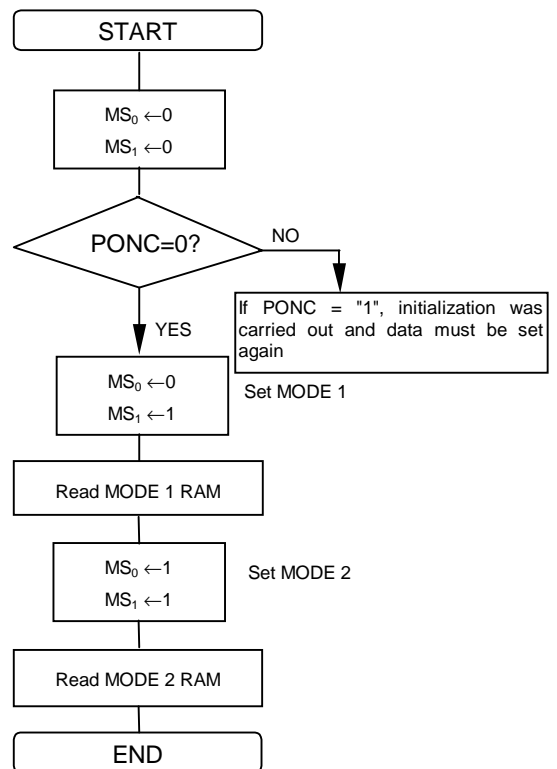 START
MS₀ ←0
MS₁ ←0
PONC=0?
NO
If PONC = "1", initialization was
carried out and data must be set
again
YES
MS₀ ←0
MS₁ ←1
Set MODE 1
Read MODE 1 RAM
MS₀ ←1
MS₁ ←1
Set MODE 2
Read MODE 2 RAM
END